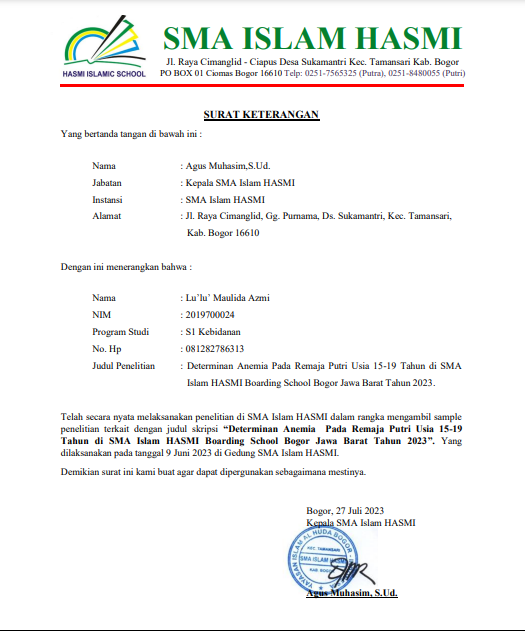 SMA ISLAM HASMI
HASMI ISLAMIC SCHOOL
Jl. Raya Cimanglid - Ciapus Desa Sukamantri Kec. Tamansari Kab. Bogor
PO BOX 01 Ciomas Bogor 16610 Telp: 0251-7565325 (Putra), 0251-8480055 (Putri)
SURAT KETERANGAN
Yang bertanda tangan di bawah ini :
Nama : Agus Muhasim,S.Ud.
Jabatan : Kepala SMA Islam HASMI
Instansi : SMA Islam HASMI
Alamat : Jl. Raya Cimanglid, Gg. Purnama, Ds. Sukamantri, Kec. Tamansari,
Kab. Bogor 16610
Dengan ini menerangkan bahwa :
Nama : Lu’lu’ Maulida Azmi
NIM : 2019700024
Program Studi : S1 Kebidanan
No. Hp : 081282786313
Judul Penelitian : Determinan Anemia Pada Remaja Putri Usia 15-19 Tahun di SMA
Islam HASMI Boarding School Bogor Jawa Barat Tahun 2023.
Telah secara nyata melaksanakan penelitian di SMA Islam HASMI dalam rangka mengambil sample
penelitian terkait dengan judul skripsi “Determinan Anemia Pada Remaja Putri Usia 15-19
Tahun di SMA Islam HASMI Boarding School Bogor Jawa Barat Tahun 2023”. Yang
dilaksanakan pada tanggal 9 Juni 2023 di Gedung SMA Islam HASMI.
Demikian surat ini kami buat agar dapat dipergunakan sebagaimana mestinya.
Bogor, 27 Juli 2023
Kepala SMA Islam HASMI
YAYASAN ISLAM AL HUDA BOGOR
KEC. TAMANSARI
SMA ISLAM HASMI
KAB. BOGOR
Agus Muhasim, S.Ud.